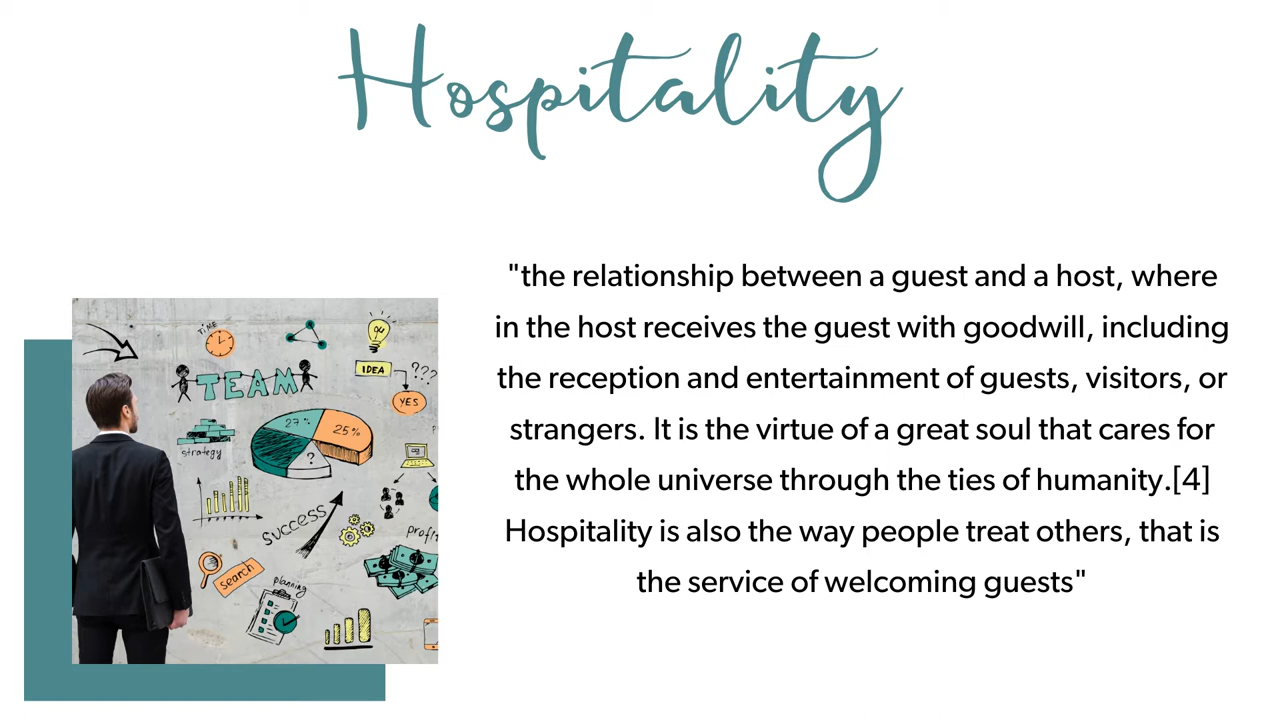 Hospitality
"the relationship between a guest and a host, where
in the host receives the guest with goodwill, including
the reception and entertainment of guests, visitors, or
strangers. It is the virtue of a great soul that cares for
the whole universe through the ties of humanity.[4]
Hospitality is also the way people treat others, that is
the service of welcoming guests"
TIME
IDEA
???
TEAM
YES
27%
25%
?
strategy
success
profit
search
planning